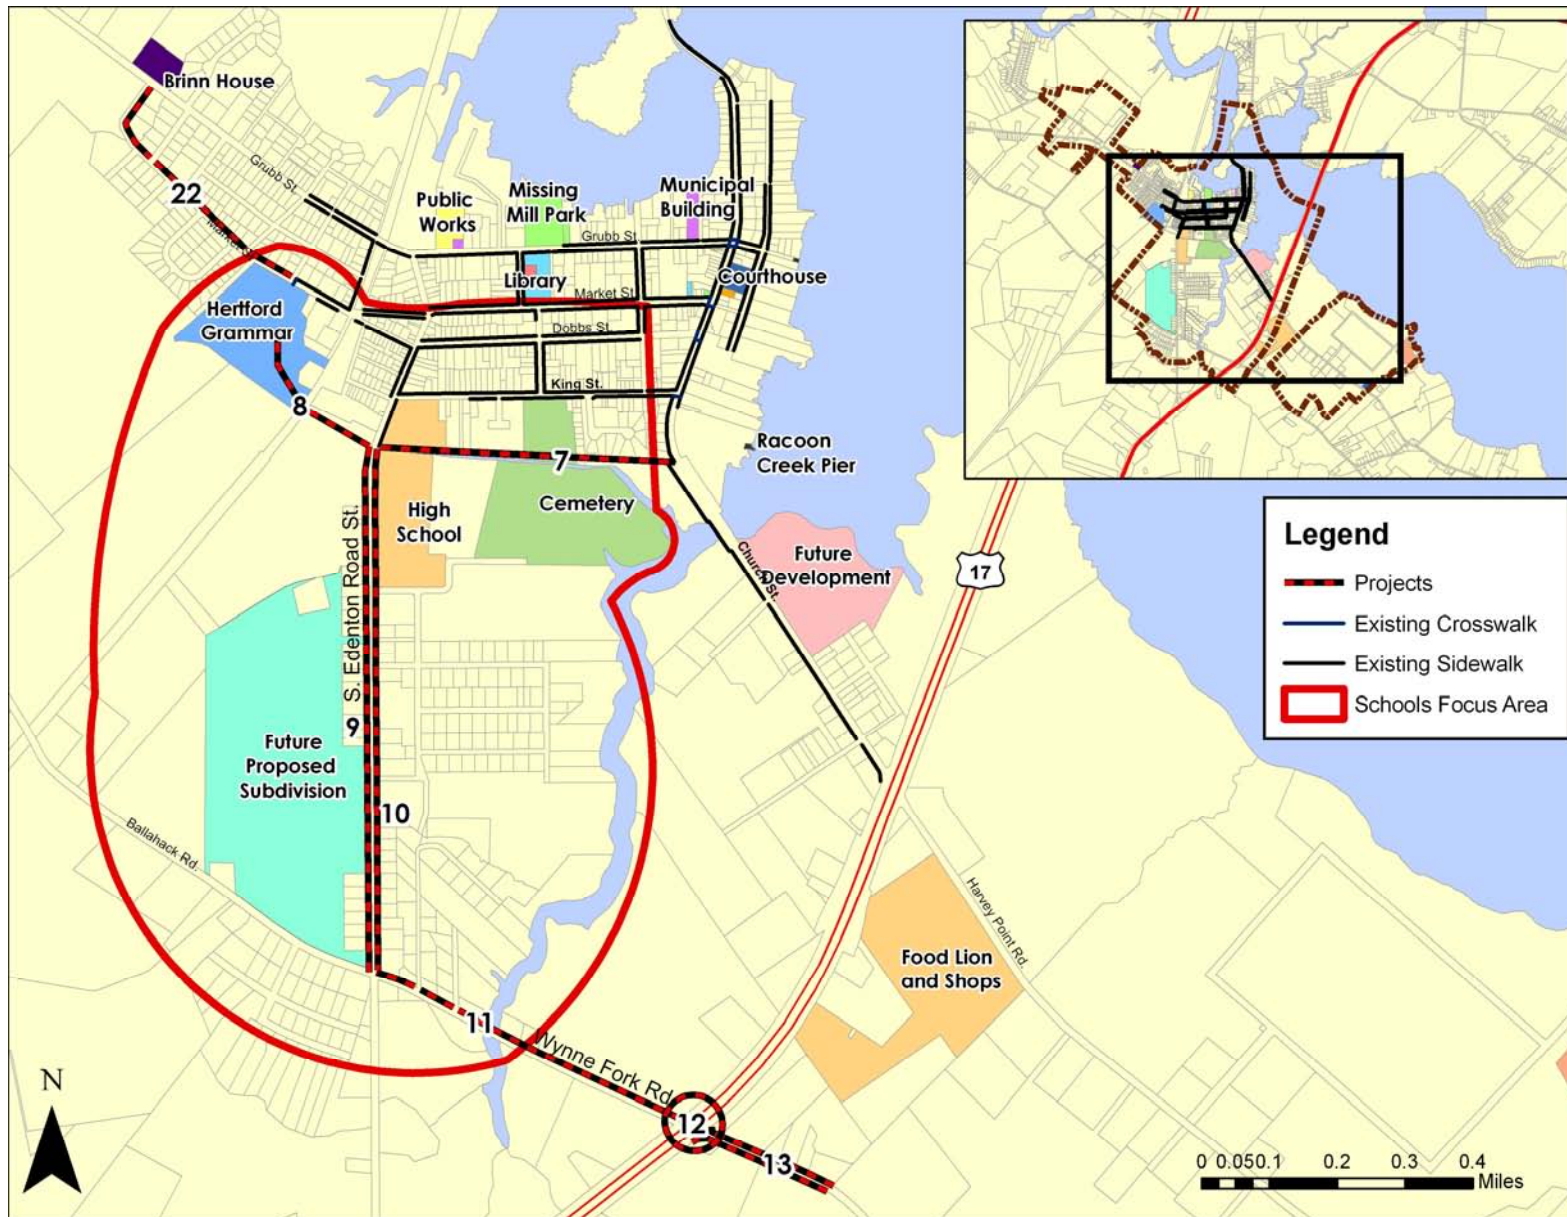 Brinn House
Grubb St.
22
Market St.
Public
Works
Missing
Mill Park
Municipal
Building
Grubb St
Library
Courthouse
Market St.
Hertford
Grammar
Dobbs St.
King St.
8
7
Racoon
Creek Pier
Cemetery
High
School
S. Edenton Road St.
Church St.
Future
Development
17
9
Future
Proposed
Subdivision
10
Ballahack Rd.
Harvey Point Rd.
Food Lion
and Shops
11
Wynne Fork Rd
12
13
N
Legend
Projects
Existing Crosswalk
Existing Sidewalk
Schools Focus Area
0 0.05 0.1 0.2 0.3 0.4
Miles